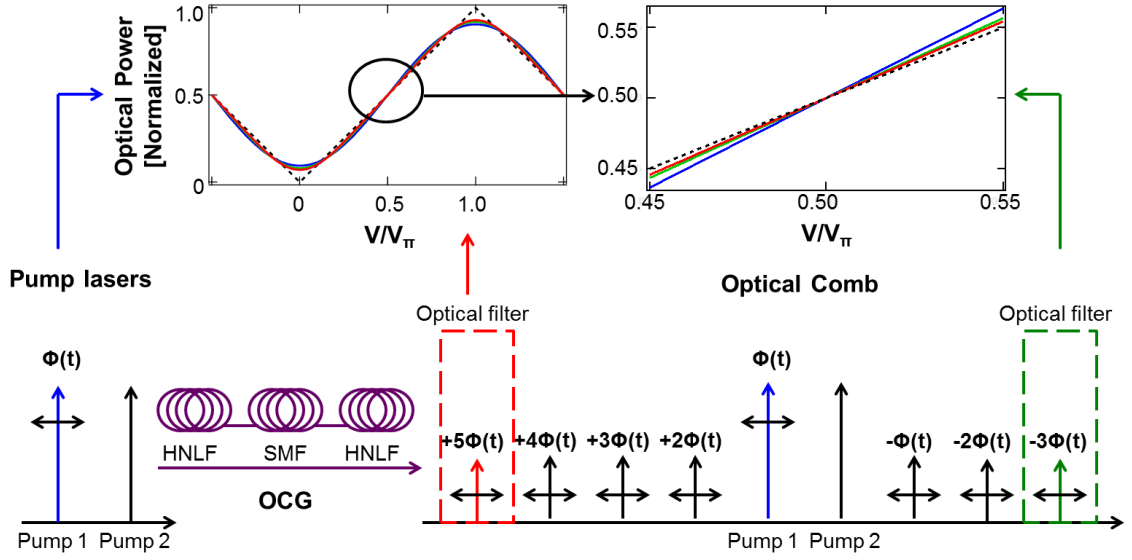 Optical Power
[Normalized]
1.0
0.5
0
0
0.5
1.0
V/Vπ
0.55
0.50
0.45
0.45
0.50
0.55
V/Vπ
Pump lasers
Optical Comb
Optical filter
Optical filter
Φ(t)
HNLF
SMF
HNLF
OCG
+5Φ(t)
+4Φ(t)
+3Φ(t)
+2Φ(t)
Φ(t)
-Φ(t)
-2Φ(t)
-3Φ(t)
Pump 1
Pump 2
Pump 1
Pump 2